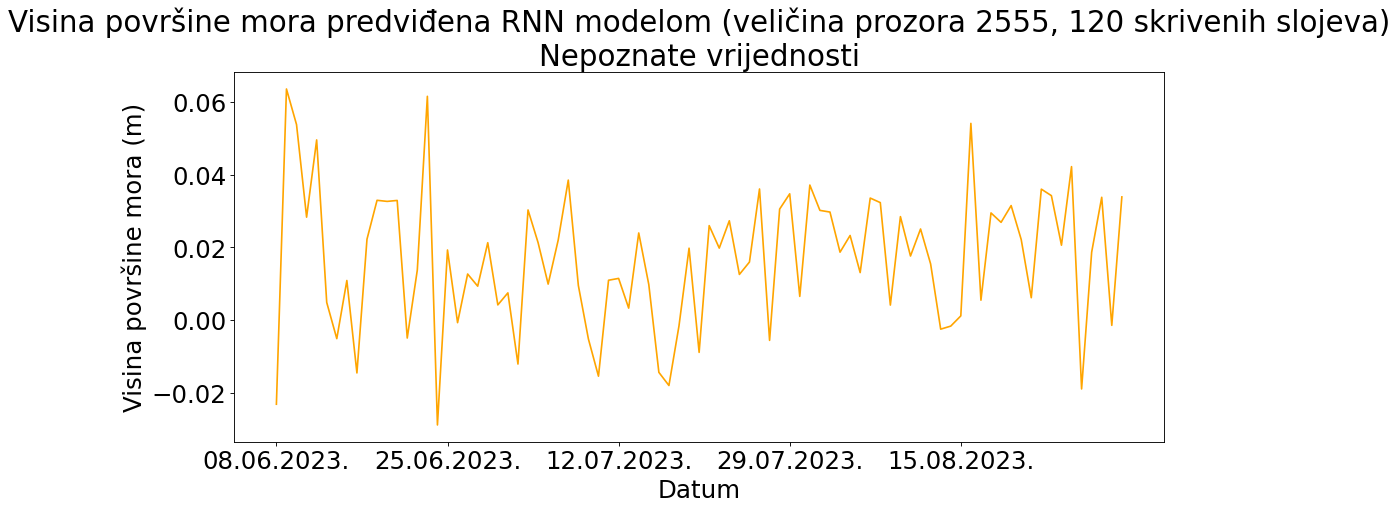 Visina površine mora predviđena RNN modelom (veličina prozora 2555, 120 skrivenih slojeva)
Nepoznate vrijednosti
Visina površine mora (m)
0.06
0.04
0.02
0.00
−0.02
08.06.2023. 25.06.2023. 12.07.2023. 29.07.2023. 15.08.2023.
Datum